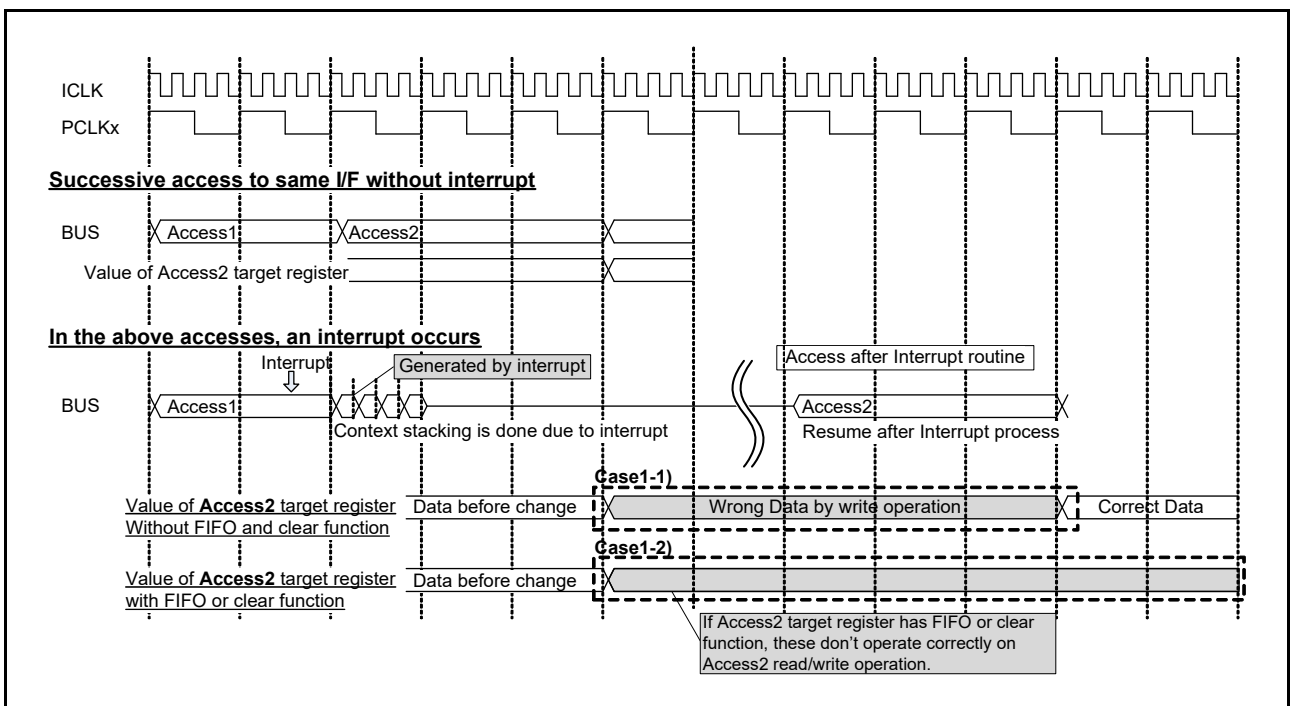 ICLK
PCLKx
Successive access to same I/F without interrupt
BUS
Access1
Access2
Value of Access2 target register
In the above accesses, an interrupt occurs
Interrupt
Generated by interrupt
Access after Interrupt routine
BUS
Access1
Access2
Context stacking is done due to interrupt
Resume after Interrupt process
Case1-1)
Value of Access2 target register
Without FIFO and clear function
Data before change
Wrong Data by write operation
Correct Data
Case1-2)
Value of Access2 target register
with FIFO or clear function
Data before change
If Access2 target register has FIFO or clear
function, these don't operate correctly on
Access2 read/write operation.